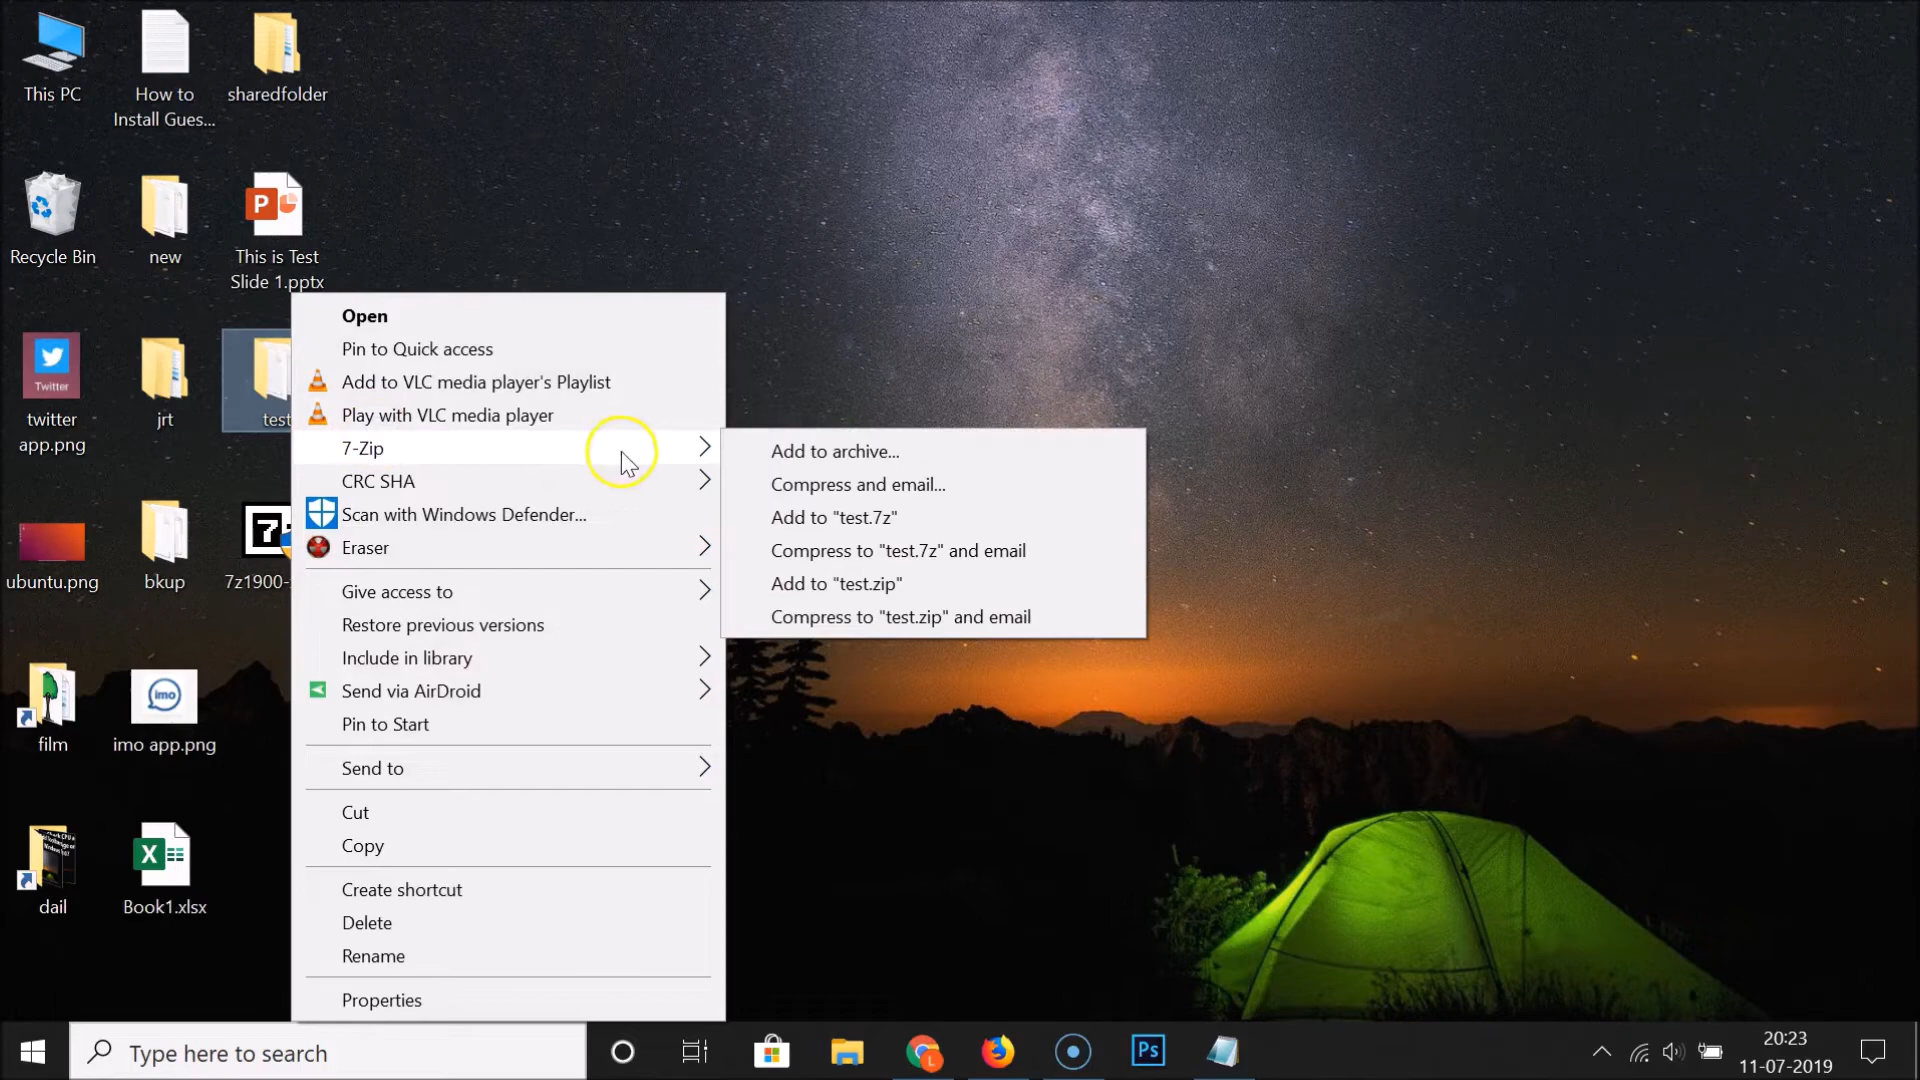 This PC
How to
Install Gues...
sharedfolder
Recycle Bin
new
P
This is Test
Slide 1.pptx
Twitter
twitter
app.png
jrt
test
ubuntu.png
bkup
7
7z1900-
film
imo
imo app.png
dail
X
Book1.xlsx
Open
Pin to Quick access
Add to VLC media player's Playlist
Play with VLC media player
7-Zip
CRC SHA
Scan with Windows Defender...
Eraser
Give access to
Restore previous versions
Include in library
Send via AirDroid
Pin to Start
Send to
Cut
Copy
Create shortcut
Delete
Rename
Properties
Add to archive...
Compress and email...
Add to "test.7z"
Compress to "test.7z" and email
Add to "test.zip"
Compress to "test.zip" and email
Type here to search
L
Ps
20:23
11-07-2019